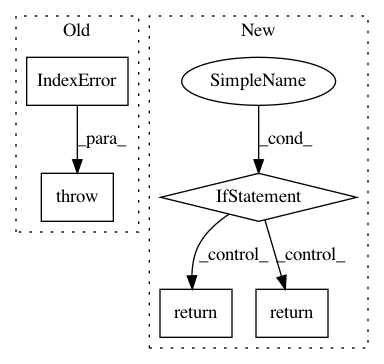 Old
New
IndexError
SimpleName
_para_
_cond_
throw
IfStatement
_control_
_control_
return
return